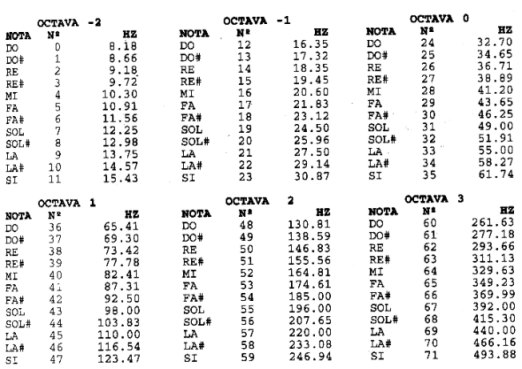 OCTAVA -2
NOTA Nº HZ
DO 0 8.18
DO# 1 8.66
RE 2 9.18
RE# 3 9.72
MI 4 10.30
FA 5 10.91
FA# 6 11.56
SOL 7 12.25
SOL# 8 12.98
LA 9 13.75
LA# 10 14.57
SI 11 15.43
OCTAVA -1
NOTA Nº HZ
DO 12 16.35
DO# 13 17.32
RE 14 18.35
RE# 15 19.45
MI 16 20.60
FA 17 21.83
FA# 18 23.12
SOL 19 24.50
SOL# 20 25.96
LA 21 27.50
LA# 22 29.14
SI 23 30.87
OCTAVA 0
NOTA Nº HZ
DO 24 32.70
DO# 25 34.65
RE 26 36.71
RE# 27 38.89
MI 28 41.20
FA 29 43.65
FA# 30 46.25
SOL 31 49.00
SOL# 32 51.91
LA 33 55.00
LA# 34 58.27
SI 35 61.74
OCTAVA 1
NOTA Nº HZ
DO 36 65.41
DO# 37 69.30
RE 38 73.42
RE# 39 77.78
MI 40 82.41
FA 41 87.31
FA# 42 92.50
SOL 43 98.00
SOL# 44 103.83
LA 45 110.00
LA# 46 116.54
SI 47 123.47
OCTAVA 2
NOTA Nº HZ
DO 48 130.81
DO# 49 138.59
RE 50 146.83
RE# 51 155.56
MI 52 164.81
FA 53 174.61
FA# 54 185.00
SOL 55 196.00
SOL# 56 207.65
LA 57 220.00
LA# 58 233.08
SI 59 246.94
OCTAVA 3
NOTA Nº HZ
DO 60 261.63
DO# 61 277.18
RE 62 293.66
RE# 63 311.13
MI 64 329.63
FA 65 349.23
FA# 66 369.99
SOL 67 392.00
SOL# 68 415.30
LA 69 440.00
LA# 70 466.16
SI 71 493.88